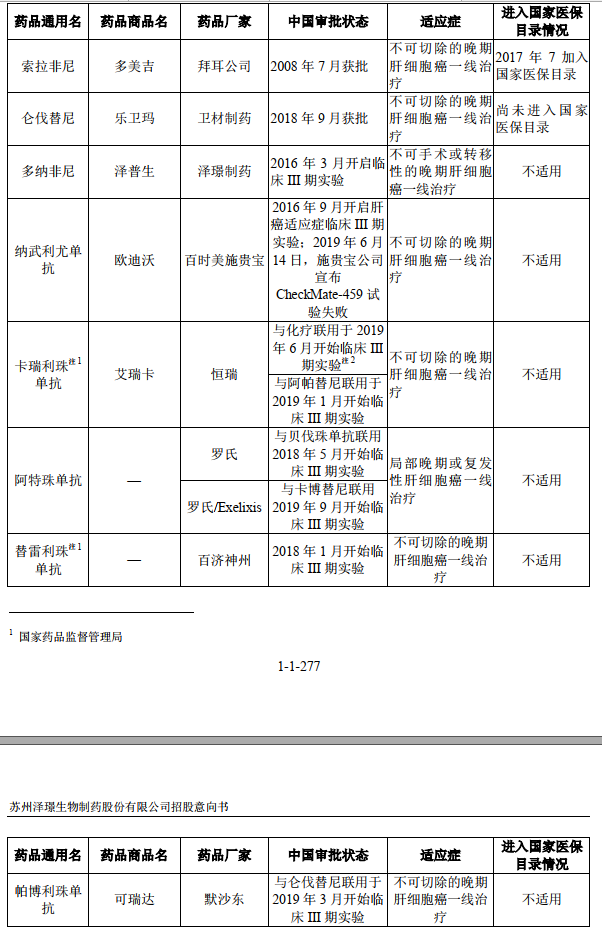 药品通用名 药品商品名 药品厂家 中国审批状态 适应症 进入国家医保
目录情况
索拉非尼 多美吉 拜耳公司 2008 年 7 月获批 不可切除的晚期
肝细胞癌一线治
疗 2017 年 7 加入
国家医保目录
仑伐替尼 乐卫玛 卫材制药 2018 年 9 月获批 不可切除的晚期
肝细胞癌一线治
疗 尚未进入国家
医保目录
多纳非尼 泽普生 泽璟制药 2016 年 3 月开启临
床 III 期实验 不可手术或转移
性的晚期肝细胞
癌一线治疗 不适用
纳武利尤单
抗 欧迪沃 百时美施贵宝 2016 年 9 月开启肝
癌适应症临床 III 期
实验；2019 年 6 月
14 日，施贵宝公司
宣布
CheckMate-459 试
验失败 不可切除的晚期
肝细胞癌一线治
疗 不适用
卡瑞利珠注1
单抗 艾瑞卡 恒瑞 与化疗联用于 2019
年 6 月开始临床 III
期实验注2
与阿帕替尼联用于
2019 年 1 月开始临
床 III 期实验 不可切除的晚期
肝细胞癌一线治
疗 不适用
阿特珠单抗 — 罗氏 与贝伐珠单抗联用
2018 年 5 月开始临
床 III 期实验
罗氏/Exelixis 与卡博替尼联用
2019 年 9 月开始临
床 III 期实验 局部晚期或复发
性肝细胞癌一线
治疗 不适用
替雷利珠注1
单抗 — 百济神州 2018 年 1 月开始临
床 III 期实验 不可切除的晚期
肝细胞癌一线治
疗 不适用
1 国家药品监督管理局
1-1-277
苏州泽璟生物制药股份有限公司招股意向书
药品通用名 药品商品名 药品厂家 中国审批状态 适应症 进入国家医保
目录情况
帕博利珠单
抗 可瑞达 默沙东 与仑伐替尼联用于
2019 年 3 月开始临
床 III 期实验 不可切除的晚期
肝细胞癌一线治
疗 不适用